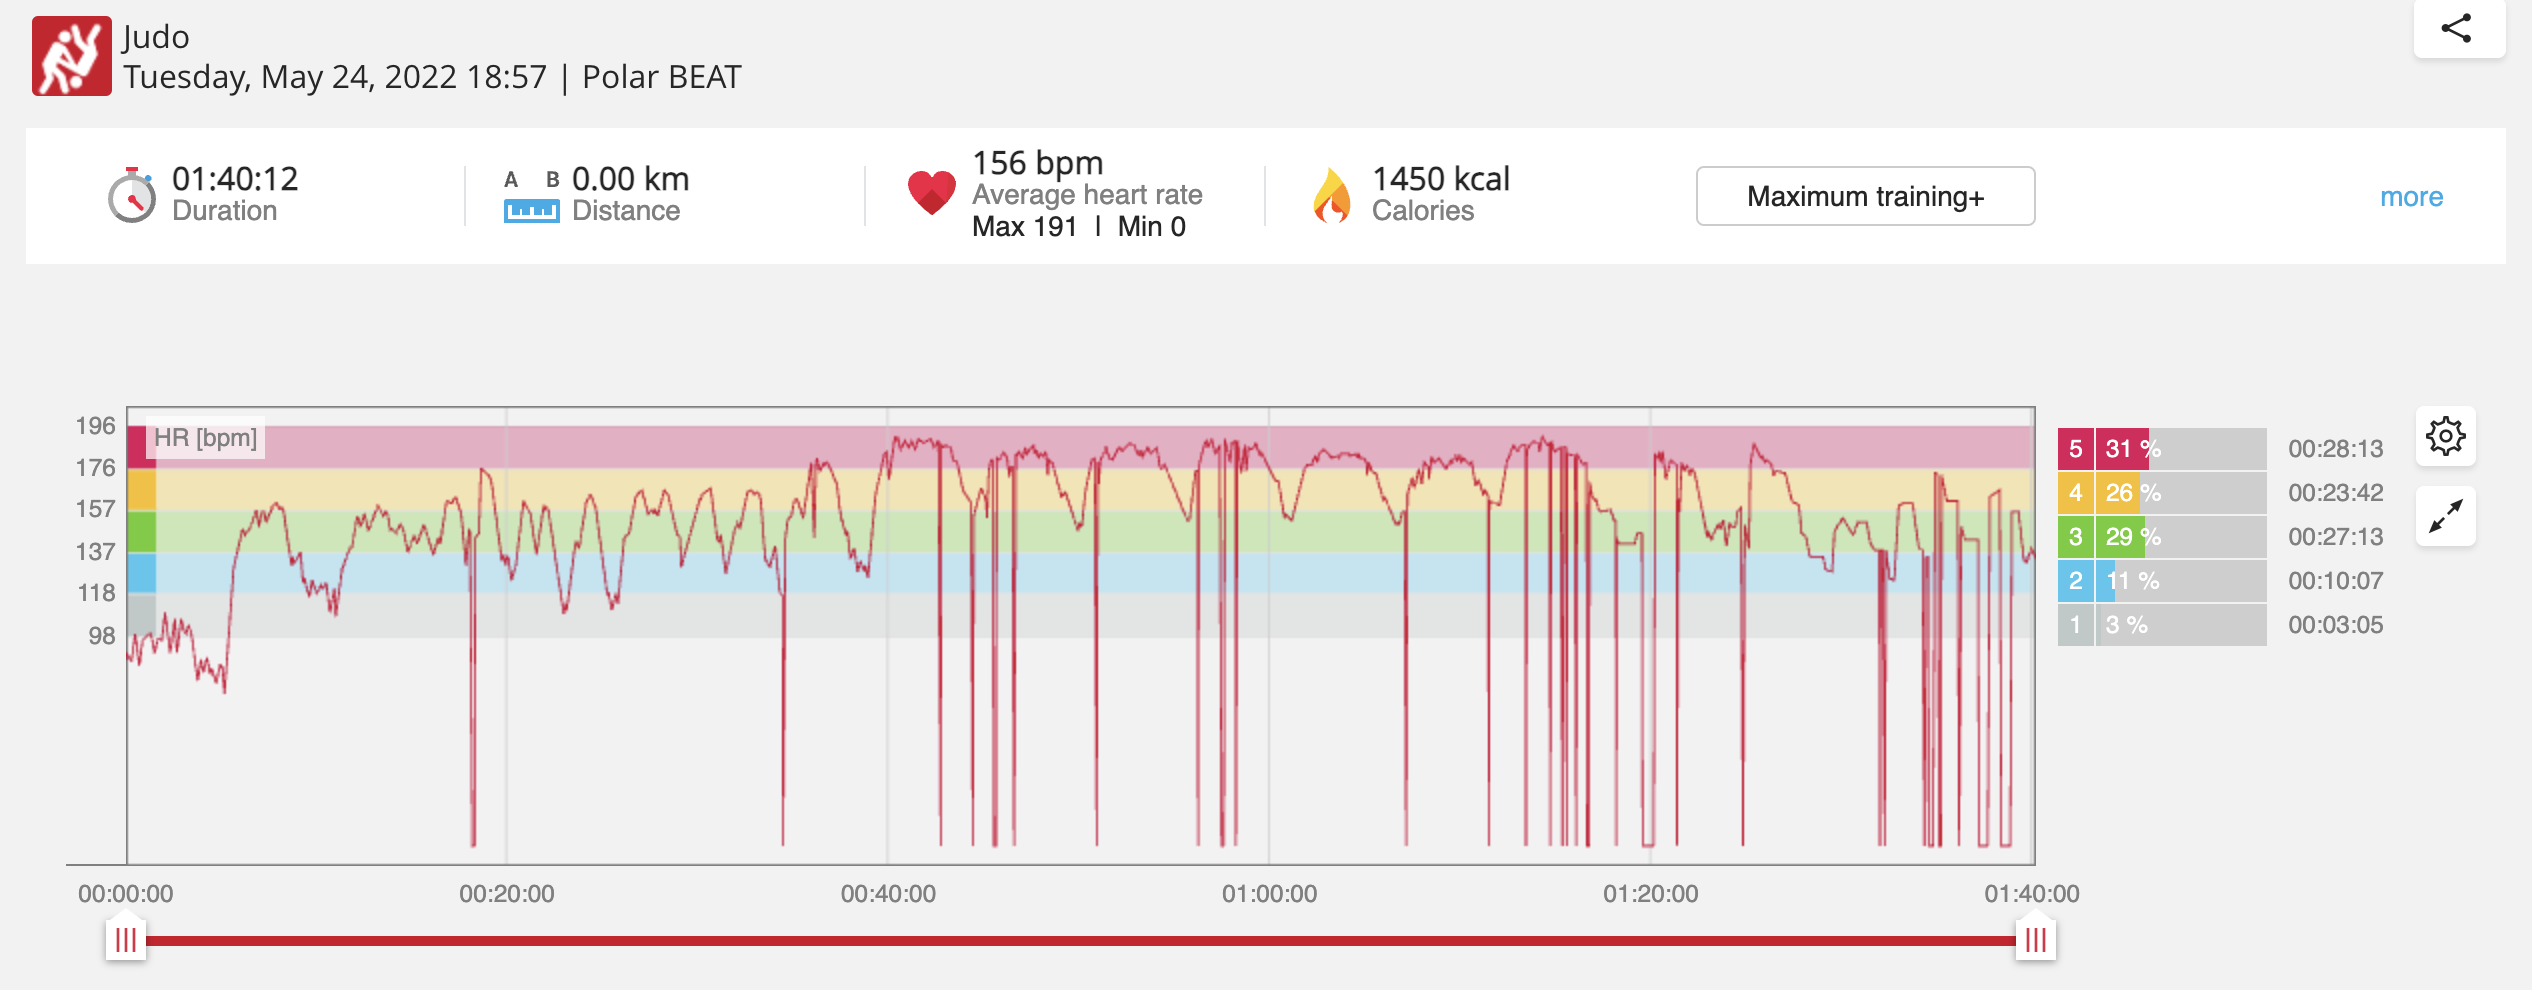 Judo
Tuesday, May 24, 2022 18:57 | Polar BEAT
01:40:12
Duration
A B 0.00 km
Distance
156 bpm
Average heart rate
Max 191 | Min 0
1450 kcal
Calories
Maximum training+
more
HR [bpm]
196
176
157
137
118
98
00:00:00 00:20:00 00:40:00 01:00:00 01:20:00 01:40:00
5 31 % 00:28:13
4 26 % 00:23:42
3 29 % 00:27:13
2 11 % 00:10:07
1 3 % 00:03:05